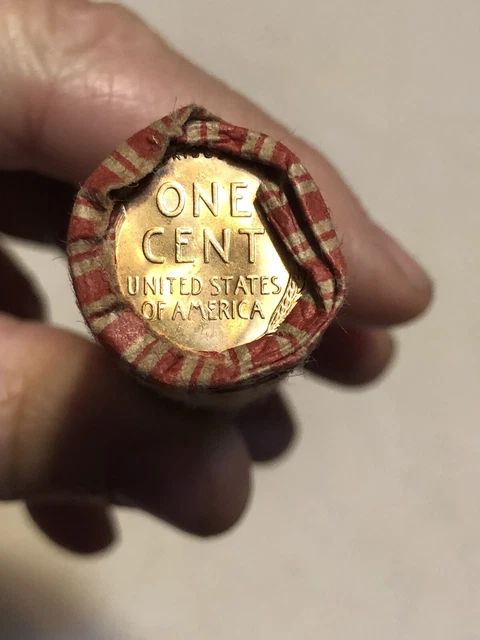 ONE
CENT
UNITED STATES
OF AMERICA